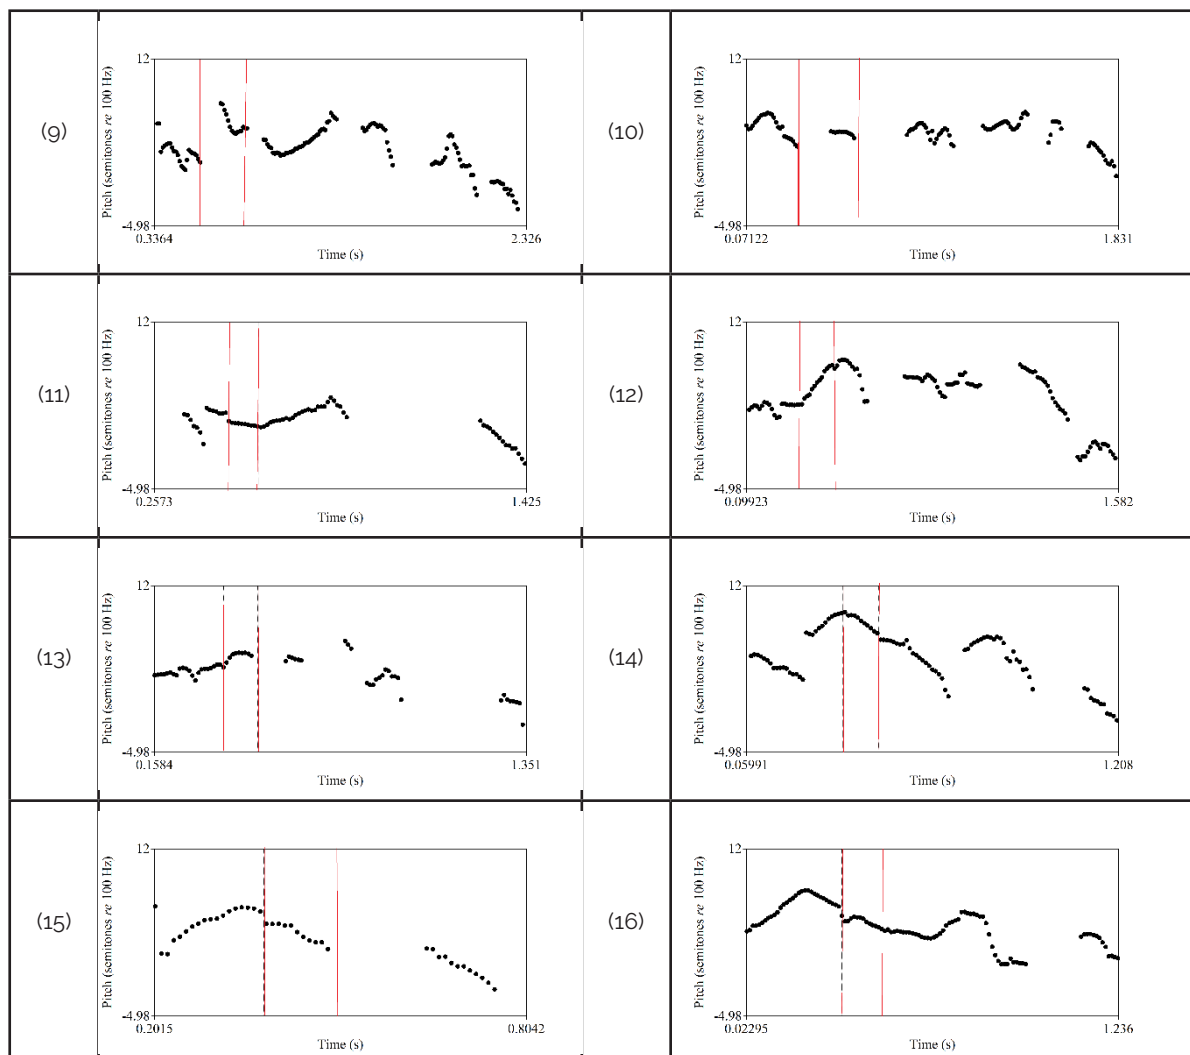 (9)
12
Pitch (semitones re 100 Hz)
-4.98
0.3364
2.326
Time (s)
(10)
12
Pitch (semitones re 100 Hz)
-4.98
0.07122
1.831
Time (s)
(11)
12
Pitch (semitones re 100 Hz)
-4.98
0.2573
1.425
Time (s)
(12)
12
Pitch (semitones re 100 Hz)
-4.98
0.09923
1.582
Time (s)
(13)
12
Pitch (semitones re 100 Hz)
-4.98
0.1584
1.351
Time (s)
(14)
12
Pitch (semitones re 100 Hz)
-4.98
0.05991
1.208
Time (s)
(15)
12
Pitch (semitones re 100 Hz)
-4.98
0.2015
0.8042
Time (s)
(16)
12
Pitch (semitones re 100 Hz)
-4.98
0.02295
1.236
Time (s)